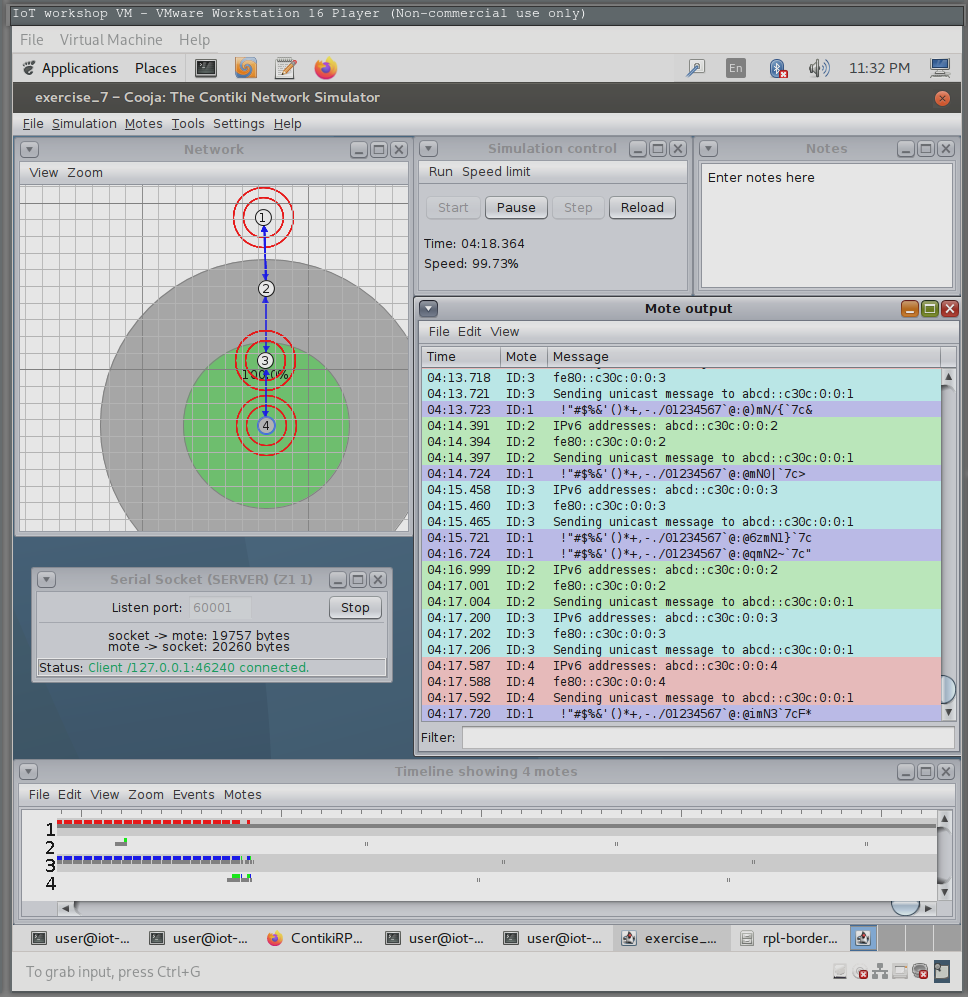 IoT workshop VM - VMware Workstation 16 Player (Non-commercial use only)
File Virtual Machine Help
Applications Places En 11:32 PM
exercise_7 – Cooja: The Contiki Network Simulator
File Simulation Motes Tools Settings Help
Network
View Zoom
1
2
3
100.0%
4
Simulation control
Run Speed limit
Start Pause Step Reload
Time: 04:18.364
Speed: 99.73%
Notes
Enter notes here
Mote output
File Edit View
Time Mote Message
04:13.718 ID:3 fe80::c30c:0:0:3
04:13.721 ID:3 Sending unicast message to abcd::c30c:0:0:1
04:13.723 ID:1 !"#$%&'()*+,-./01234567`@:@)mN/{`7c&
04:14.391 ID:2 IPv6 addresses: abcd::c30c:0:0:2
04:14.394 ID:2 fe80::c30c:0:0:2
04:14.397 ID:2 Sending unicast message to abcd::c30c:0:0:1
04:14.724 ID:1 !"#$%&'()*+,-./01234567`@:@mN0|`7c>
04:15.458 ID:3 IPv6 addresses: abcd::c30c:0:0:3
04:15.460 ID:3 fe80::c30c:0:0:3
04:15.465 ID:3 Sending unicast message to abcd::c30c:0:0:1
04:15.721 ID:1 !"#$%&'()*+,-./01234567`@:@6zmN1}`7c
04:16.724 ID:1 !"#$%&'()*+,-./01234567`@:@qmN2~`7c"
04:16.999 ID:2 IPv6 addresses: abcd::c30c:0:0:2
04:17.001 ID:2 fe80::c30c:0:0:2
04:17.004 ID:2 Sending unicast message to abcd::c30c:0:0:1
04:17.200 ID:3 IPv6 addresses: abcd::c30c:0:0:3
04:17.202 ID:3 fe80::c30c:0:0:3
04:17.206 ID:3 Sending unicast message to abcd::c30c:0:0:1
04:17.587 ID:4 IPv6 addresses: abcd::c30c:0:0:4
04:17.588 ID:4 fe80::c30c:0:0:4
04:17.592 ID:4 Sending unicast message to abcd::c30c:0:0:1
04:17.720 ID:1 !"#$%&'()*+,-./01234567`@:@imN3`7cF*
Filter:
Serial Socket (SERVER) (Z1 1)
Listen port: 60001 Stop
socket -> mote: 19757 bytes
mote -> socket: 20260 bytes
Status: Client /127.0.0.1:46240 connected.
Timeline showing 4 motes
File Edit View Zoom Events Motes
1
2
3
4
user@iot-... user@iot-... ContikiRP... user@iot-... user@iot-... exercise_... rpl-border...
To grab input, press Ctrl+G